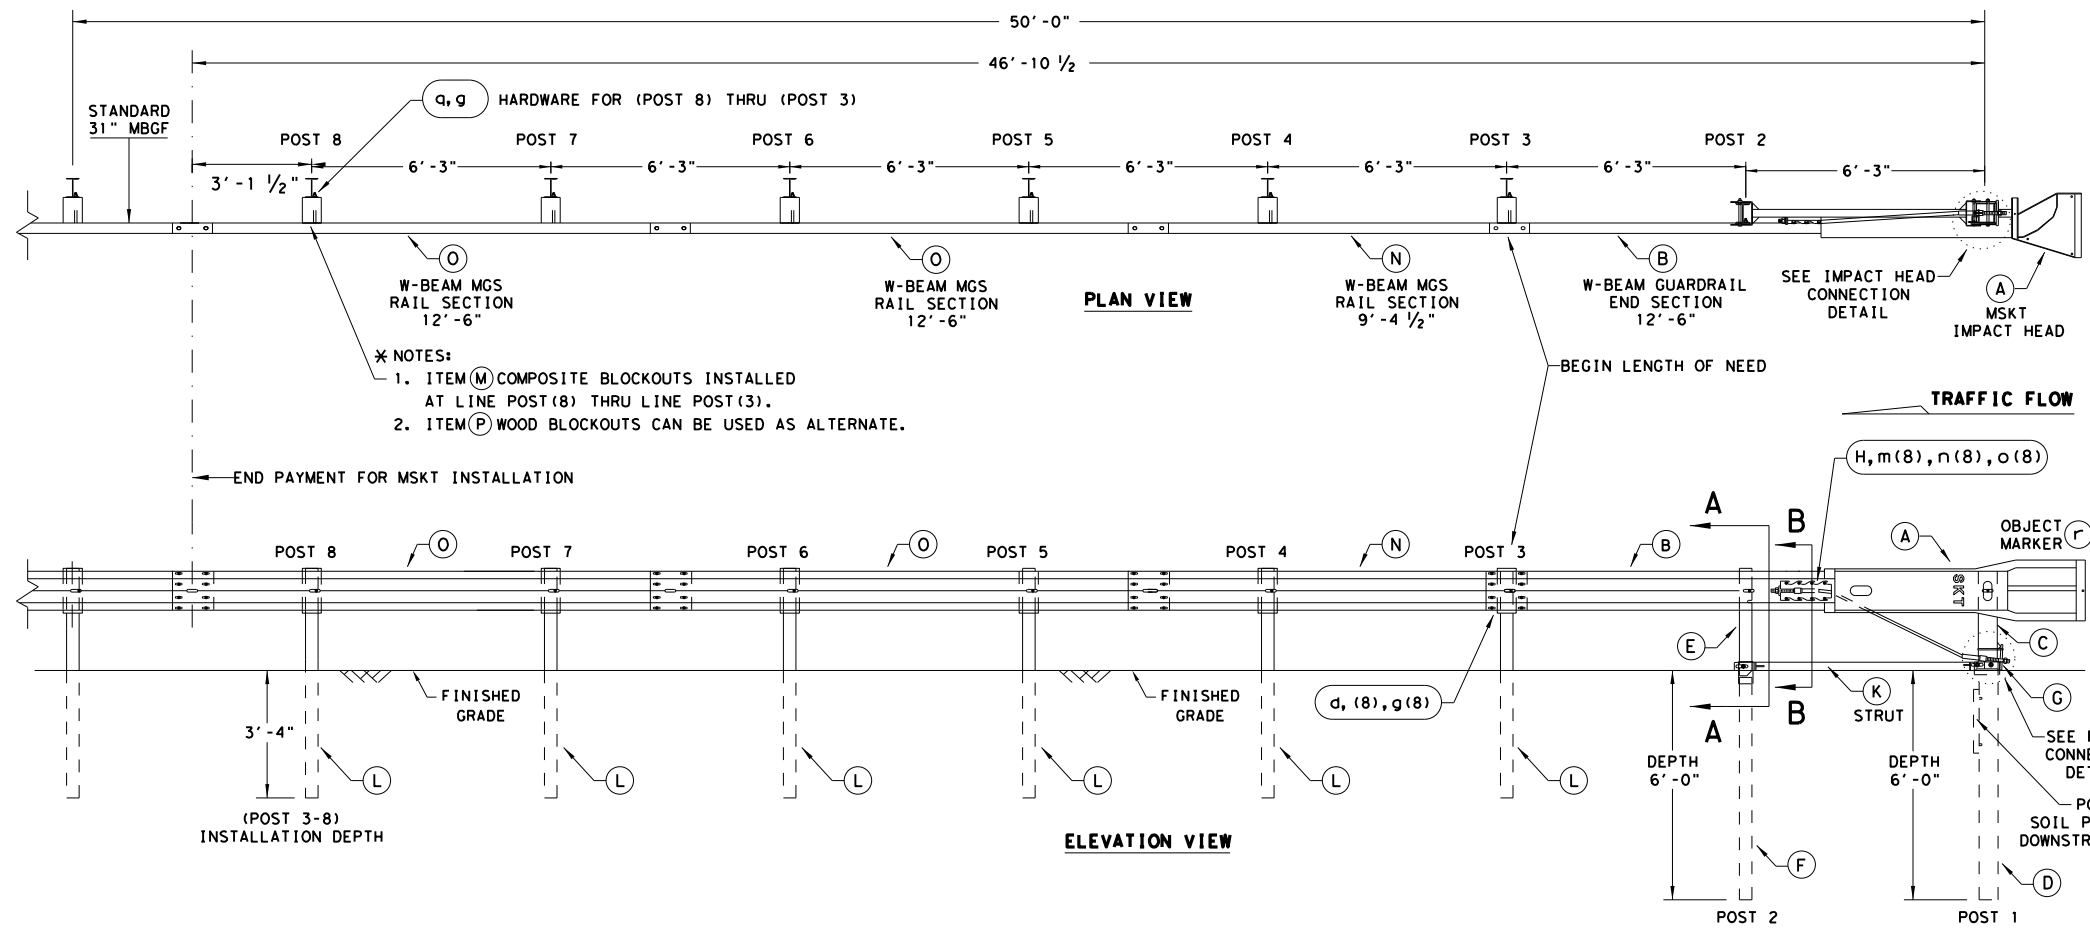 50'-0"
46'-10 1/2
STANDARD
31" MBGF
q,g
HARDWARE FOR (POST 8) THRU (POST 3)
POST 8
POST 7
POST 6
POST 5
POST 4
POST 3
POST 2
3'-1 1/2"
6'-3"
6'-3"
6'-3"
6'-3"
6'-3"
6'-3"
6'-3"
O
W-BEAM MGS
RAIL SECTION
12'-6"
O
W-BEAM MGS
RAIL SECTION
12'-6"
PLAN VIEW
N
W-BEAM MGS
RAIL SECTION
9'-4 1/2"
B
W-BEAM GUARDRAIL
END SECTION
12'-6"
SEE IMPACT HEAD
CONNECTION
DETAIL
A
MSKT
IMPACT HEAD
* NOTES:
1. ITEM M COMPOSITE BLOCKOUTS INSTALLED
AT LINE POST(8) THRU LINE POST(3).
2. ITEM P WOOD BLOCKOUTS CAN BE USED AS ALTERNATE.
BEGIN LENGTH OF NEED
TRAFFIC FLOW
END PAYMENT FOR MSKT INSTALLATION
H,m(8),n(8),o(8)
A
B
POST 8
O
POST 7
POST 6
O
POST 5
POST 4
N
POST 3
B
A
OBJECT
MARKER
r
SKT
E
C
FINISHED
GRADE
FINISHED
GRADE
d, (8),g(8)
A
B
K
STRUT
G
3'-4"
L
L
L
L
L
L
DEPTH
6'-0"
DEPTH
6'-0"
SEE
CONNE
DET
PO
SOIL P
DOWNSTR
(POST 3-8)
INSTALLATION DEPTH
ELEVATION VIEW
F
D
POST 2
POST 1